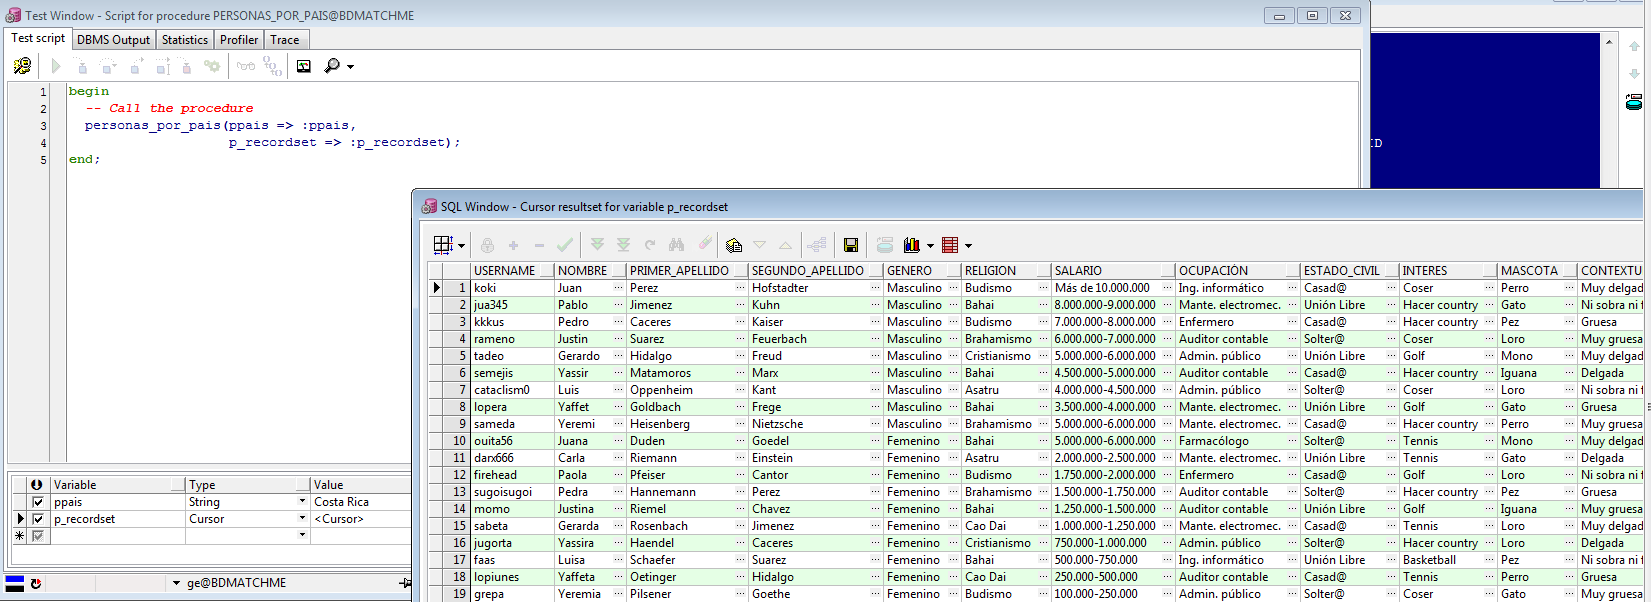 Test Window - Script for procedure PERSONAS_POR_PAIS@BDMATCHME
Test script DBMS Output Statistics Profiler Trace
1 begin
2 -- Call the procedure
3 personas_por_pais(ppais => :ppais,
4 p_recordset => :p_recordset);
5 end;
ID
SQL Window - Cursor resultset for variable p_recordset
USERNAME NOMBRE PRIMER_APELLIDO SEGUNDO_APELLIDO GENERO RELIGION SALARIO OCUPACIÓN ESTADO_CIVIL INTERES MASCOTA CONTEXTU
1 koki Juan Perez Hofstadter Masculino Budismo Más de 10.000.000 Ing. informático Casad@ Coser Perro Muy delgad
2 jua345 Pablo Jimenez Kuhn Masculino Bahai 8.000.000-9.000.000 Mante. electromec. Unión Libre Hacer country Gato Ni sobra ni f
3 kkkus Pedro Caceres Kaiser Masculino Budismo 7.000.000-8.000.000 Enfermero Casad@ Hacer country Pez Gruesa
4 rameno Justin Suarez Feuerbach Masculino Brahamismo 6.000.000-7.000.000 Auditor contable Solter@ Coser Loro Muy gruesa
5 tadeo Gerardo Hidalgo Freud Masculino Cristianismo 5.000.000-6.000.000 Admin. público Unión Libre Golf Mono Muy delgad
6 semejis Yassir Matamoros Marx Masculino Bahai 4.500.000-5.000.000 Auditor contable Casad@ Hacer country Iguana Delgada
7 cataclism0 Luis Oppenheim Kant Masculino Asatru 4.000.000-4.500.000 Admin. público Solter@ Coser Loro Ni sobra ni f
8 lopera Yaffet Goldbach Frege Masculino Bahai 3.500.000-4.000.000 Mante. electromec. Unión Libre Golf Gato Gruesa
9 sameda Yeremi Heisenberg Nietzsche Masculino Brahamismo 5.000.000-6.000.000 Mante. electromec. Casad@ Hacer country Perro Muy gruesa
10 ouita56 Juana Duden Goedel Femenino Bahai 5.000.000-6.000.000 Farmacólogo Solter@ Tennis Mono Muy delgad
11 darx666 Carla Riemann Einstein Femenino Asatru 2.000.000-2.500.000 Mante. electromec. Unión Libre Tennis Gato Delgada
12 firehead Paola Pfeiser Cantor Femenino Budismo 1.750.000-2.000.000 Enfermero Casad@ Golf Loro Ni sobra ni f
13 sugoisugoi Pedra Hannemann Perez Femenino Brahamismo 1.500.000-1.750.000 Auditor contable Solter@ Hacer country Pez Gruesa
14 momo Justina Riemel Chavez Femenino Bahai 1.250.000-1.500.000 Auditor contable Unión Libre Golf Iguana Muy gruesa
15 sabeta Gerarda Rosenbach Jimenez Femenino Cao Dai 1.000.000-1.250.000 Mante. electromec. Casad@ Tennis Loro Muy delgad
16 jugorta Yassira Haendel Caceres Femenino Cristianismo 750.000-1.000.000 Admin. público Solter@ Hacer country Loro Delgada
17 faas Luisa Schaefer Suarez Femenino Bahai 500.000-750.000 Ing. informático Unión Libre Basketball Pez Ni sobra ni f
18 lopiunes Yaffeta Oetinger Hidalgo Femenino Cao Dai 250.000-500.000 Auditor contable Casad@ Tennis Perro Gruesa
19 grepa Yeremia Pilsener Goethe Femenino Budismo 100.000-250.000 Admin. público Solter@ Golf Gato Muy gruesa
Variable Type Value
ppais String Costa Rica
p_recordset Cursor <Cursor>
ge@BDMATCHME